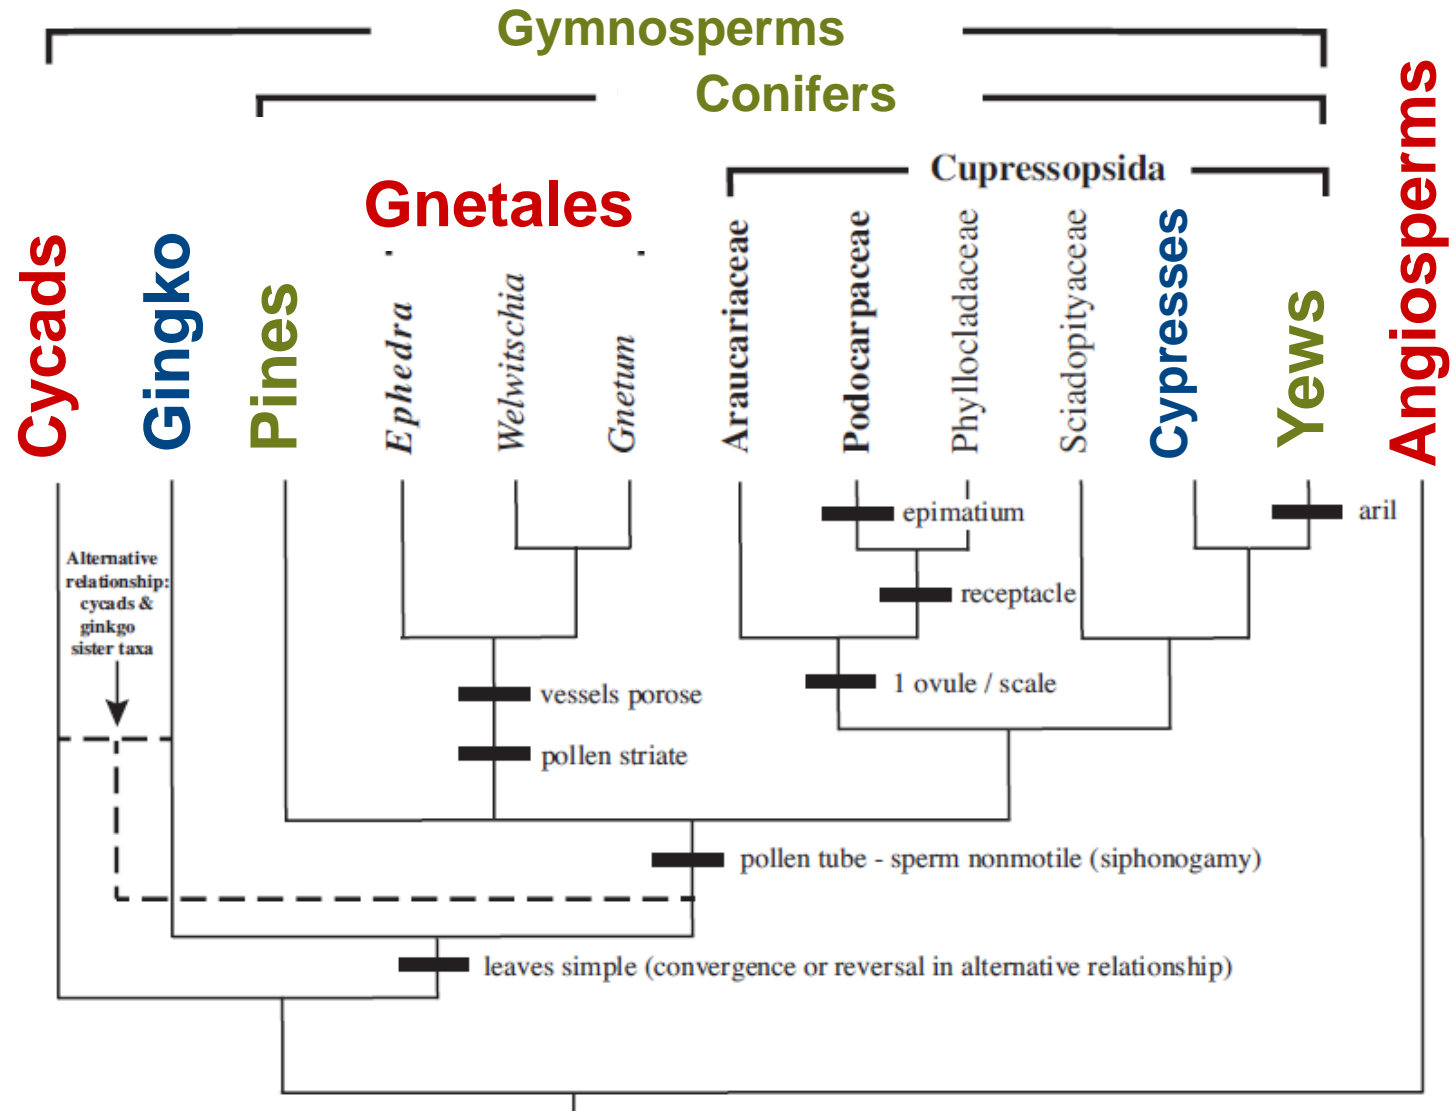 Gymnosperms
Conifers
Cupressopsida
Gnetales
Cycads
Gingko
Pines
Ephedra
Welwitschia
Gnetum
Araucariaceae
Podocarpaceae
Phyllocladaceae
Sciadopityaceae
Cypresses
Yews
Angiosperms
epimatium
aril
Alternative
relationship:
cycads &
ginkgo
sister taxa
receptacle
1 ovule / scale
vessels porose
pollen striate
pollen tube - sperm nonmotile (siphonogamy)
leaves simple (convergence or reversal in alternative relationship)